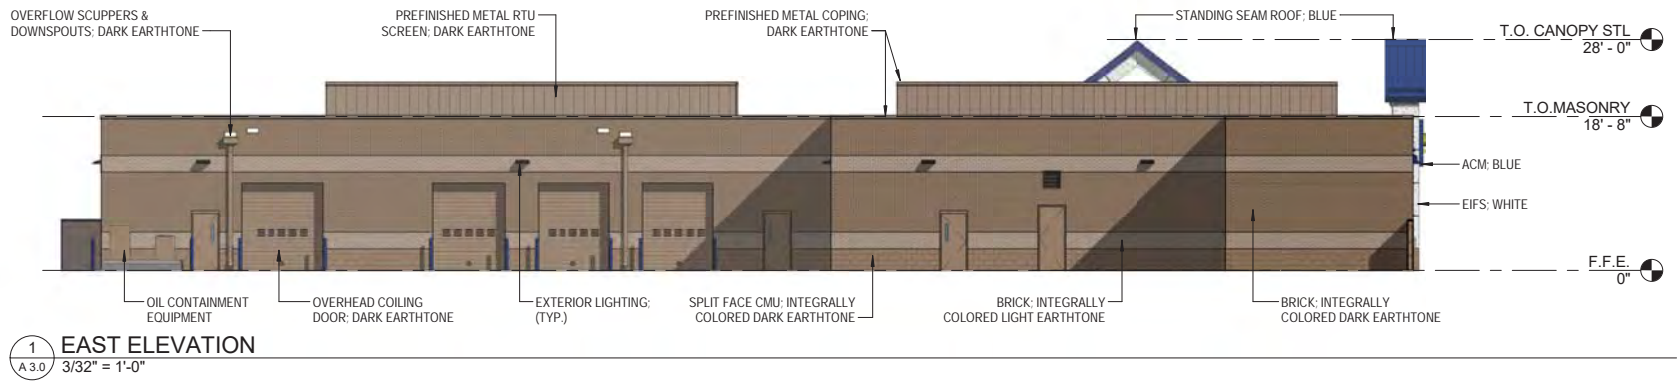 OVERFLOW SCUPPERS &
DOWNSPOUTS; DARK EARTHTONE
PREFINISHED METAL RTU
SCREEN; DARK EARTHTONE
PREFINISHED METAL COPING;
DARK EARTHTONE
STANDING SEAM ROOF; BLUE
T.O. CANOPY STL
28' - 0"
T.O.MASONRY
18' - 8"
ACM; BLUE
EIFS; WHITE
F.F.E.
0"
OIL CONTAINMENT
EQUIPMENT
OVERHEAD COILING
DOOR; DARK EARTHTONE
EXTERIOR LIGHTING;
(TYP.)
SPLIT FACE CMU; INTEGRALLY
COLORED DARK EARTHTONE
BRICK; INTEGRALLY
COLORED LIGHT EARTHTONE
BRICK; INTEGRALLY
COLORED DARK EARTHTONE
1
A 3.0
EAST ELEVATION
3/32" = 1'-0"